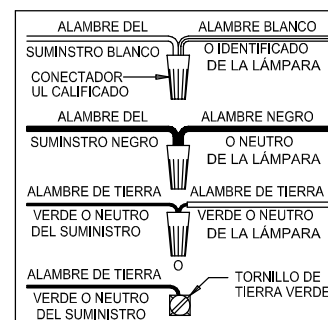 ALAMBRE DEL ALAMBRE BLANCO
SUMINSTRO BLANCO O IDENTIFICADO
CONECTADOR DE LA LÁMPARA
UL CALIFICADO
ALAMBRE DEL ALAMBRE NEGRO
SUMINSTRO NEGRO O NEUTRO
DE LA LÁMPARA
ALAMBRE DE TIERRA ALAMBRE DE TIERRA
VERDE O NEUTRO VERDE O NEUTRO
DEL SUMINISTRO DE LA LÁMPARA
O
ALAMBRE DE TIERRA TORNILLO DE
VERDE O NEUTRO TIERRA VERDE
DEL SUMINISTRO